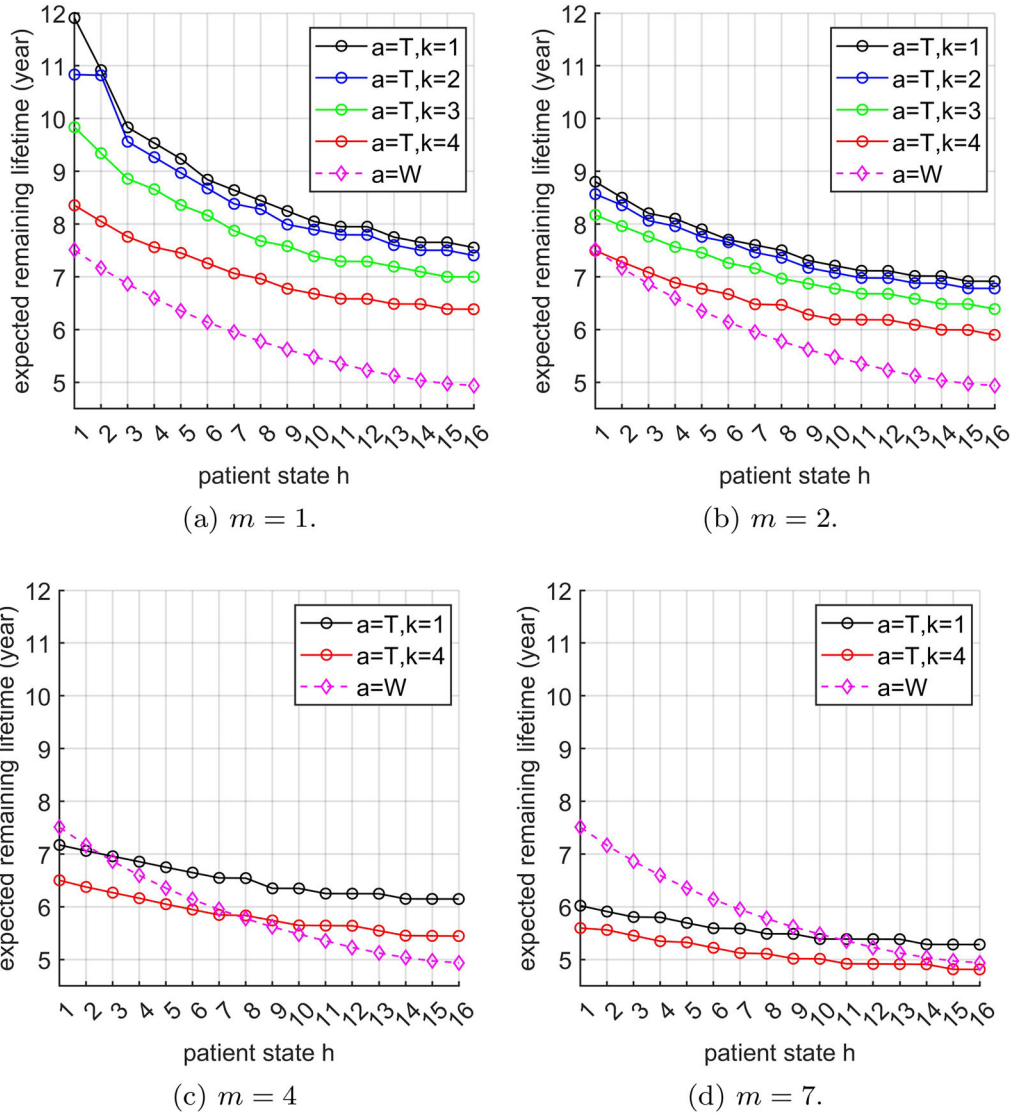 12
11
10
9
8
7
6
5
expected remaining lifetime (year)
a=T,k=1
a=T,k=2
a=T,k=3
a=T,k=4
a=W
1 2 3 4 5 6 7 8 9 10 11 12 13 14 15 16
patient state h
(a) m = 1.
12
11
10
9
8
7
6
5
expected remaining lifetime (year)
a=T,k=1
a=T,k=2
a=T,k=3
a=T,k=4
a=W
1 2 3 4 5 6 7 8 9 10 11 12 13 14 15 16
patient state h
(b) m = 2.
12
11
10
9
8
7
6
5
expected remaining lifetime (year)
a=T,k=1
a=T,k=4
a=W
1 2 3 4 5 6 7 8 9 10 11 12 13 14 15 16
patient state h
(c) m = 4
12
11
10
9
8
7
6
5
expected remaining lifetime (year)
a=T,k=1
a=T,k=4
a=W
1 2 3 4 5 6 7 8 9 10 11 12 13 14 15 16
patient state h
(d) m = 7.